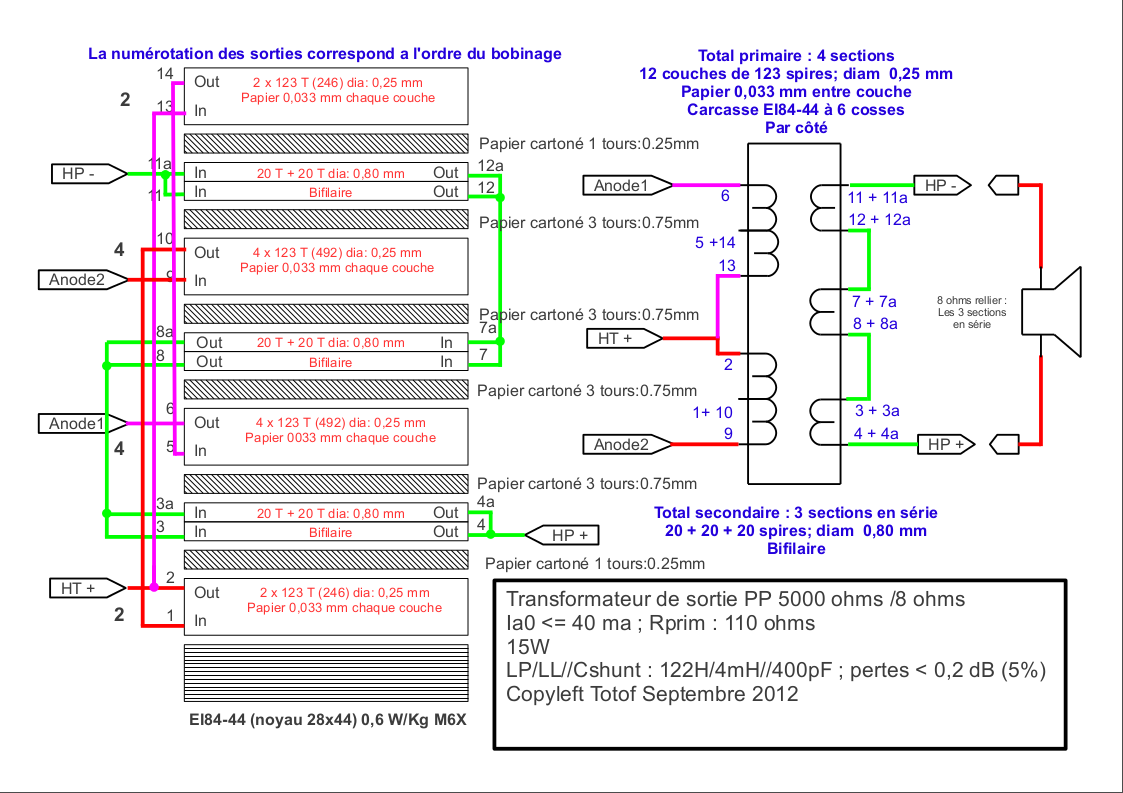 La numérotation des sorties correspond a l'ordre du bobinage
14
Out
2 x 123 T (246) dia: 0,25 mm
Papier 0,033 mm chaque couche
2
13
In
Papier cartoné 1 tours:0.25mm
HP -
11a
In
20 T + 20 T dia: 0,80 mm
Out
12a
11
In
Bifilaire
Out
12
Papier cartoné 3 tours:0.75mm
10
4
Out
4 x 123 T (492) dia: 0,25 mm
Papier 0,033 mm chaque couche
Anode2
9
In
Papier cartoné 3 tours:0.75mm
8a
Out
20 T + 20 T dia: 0,80 mm
In
7a
8
Out
Bifilaire
In
7
Papier cartoné 3 tours:0.75mm
6
Anode1
Out
4 x 123 T (492) dia: 0,25 mm
Papier 0033 mm chaque couche
4
5
In
Papier cartoné 3 tours:0.75mm
3a
In
20 T + 20 T dia: 0,80 mm
Out
4a
3
In
Bifilaire
Out
4
HP +
Papier cartoné 1 tours:0.25mm
HT +
2
Out
2 x 123 T (246) dia: 0,25 mm
Papier 0,033 mm chaque couche
2
1
In
EI84-44 (noyau 28x44) 0,6 W/Kg M6X
Total primaire : 4 sections
12 couches de 123 spires; diam 0,25 mm
Papier 0,033 mm entre couche
Carcasse EI84-44 à 6 cosses
Par côté
Anode1
6
5 +14
13
HT +
2
1+ 10
9
Anode2
11 + 11a
12 + 12a
7 + 7a
8 + 8a
3 + 3a
4 + 4a
HP -
HP +
8 ohms rellier :
Les 3 sections
en série
Total secondaire : 3 sections en série
20 + 20 + 20 spires; diam 0,80 mm
Bifilaire
Transformateur de sortie PP 5000 ohms /8 ohms
Ia0 <= 40 ma ; Rprim : 110 ohms
15W
LP/LL//Cshunt : 122H/4mH//400pF ; pertes < 0,2 dB (5%)
Copyleft Totof Septembre 2012